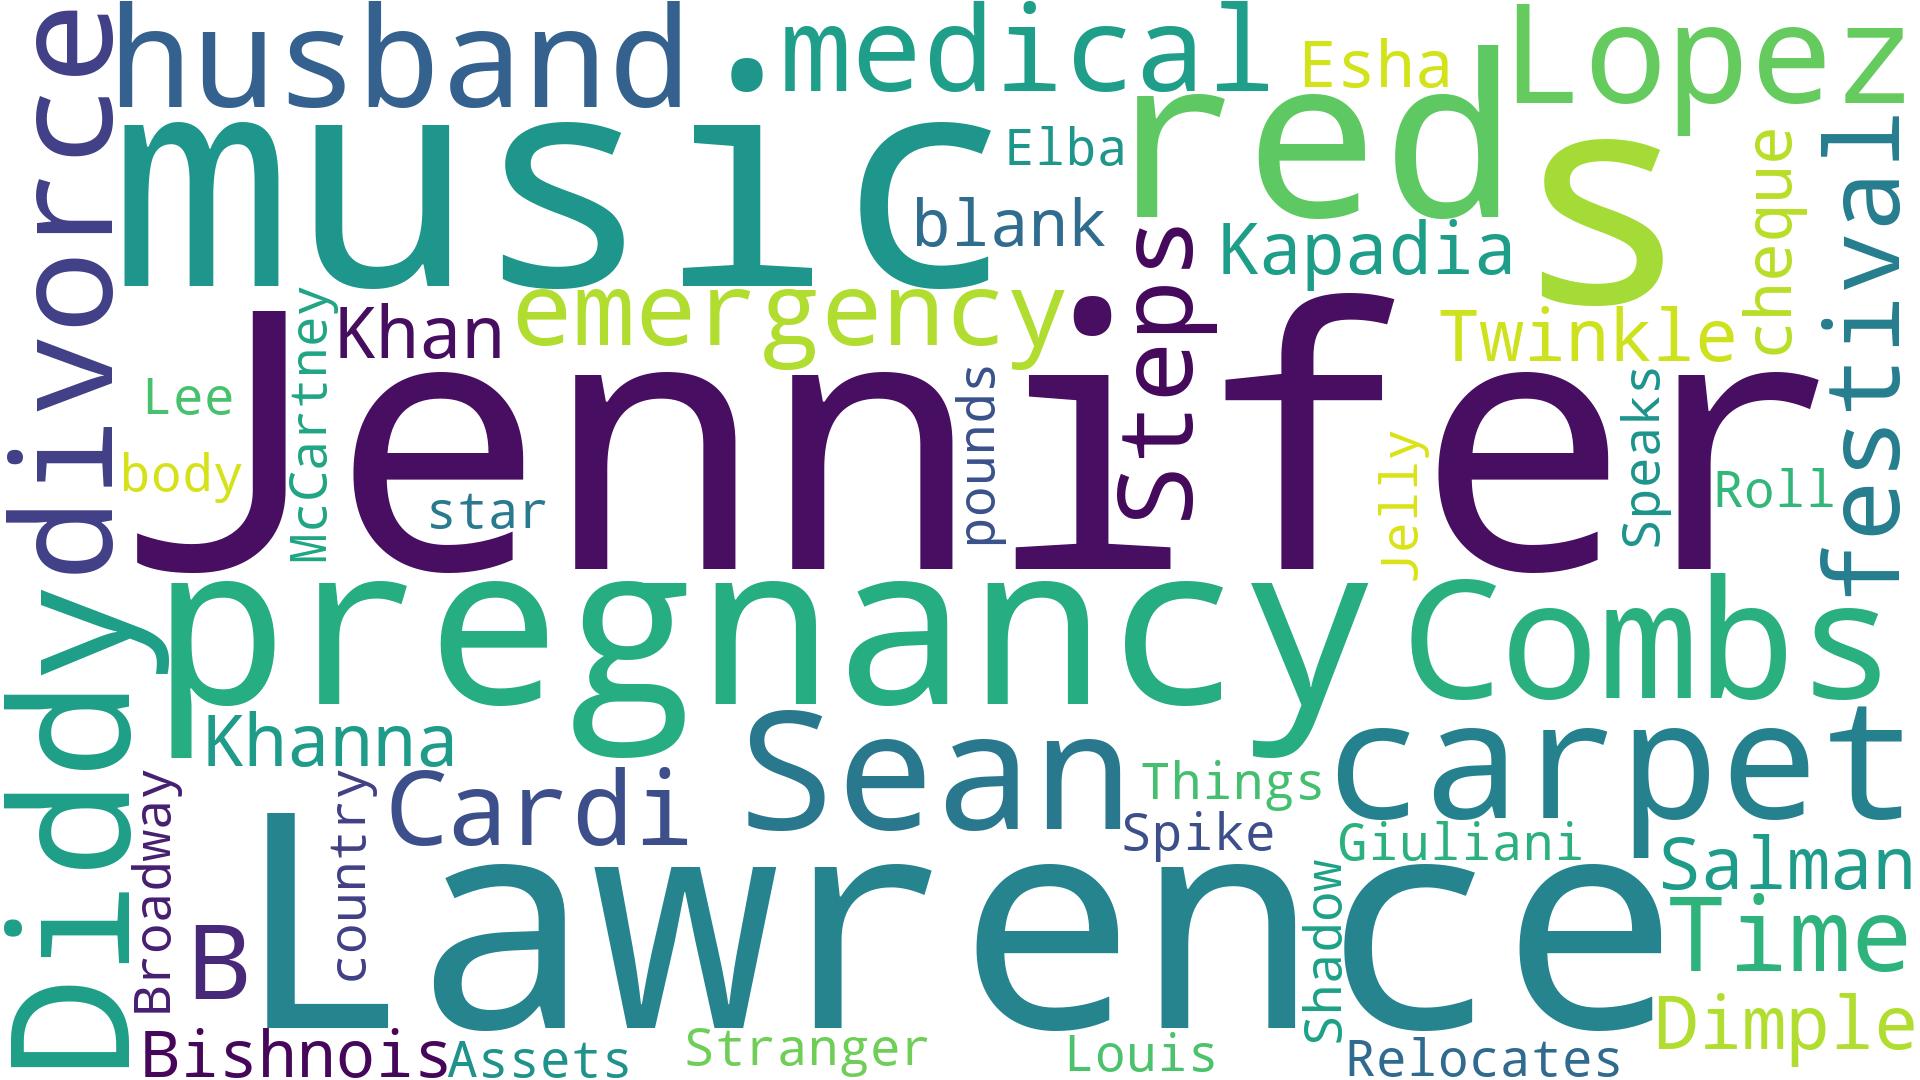 husband
medical
Esha
Lopez
divorce
music
Elba
red
s
blank
Kapadia
cheque
festival
Steps
Khan
emergency
Twinkle
McCartney
Jennifer
Lee
pounds
Speaks
body
star
Jelly
Roll
Diddy
pregnancy
Combs
Khanna
Sean
carpet
Cardi
Things
Broadway
country
Spike
Giuliani
Salman
Lawrence
Shadow
B
Time
Dimple
Bishnois
Assets
Stranger
Louis
Relocates